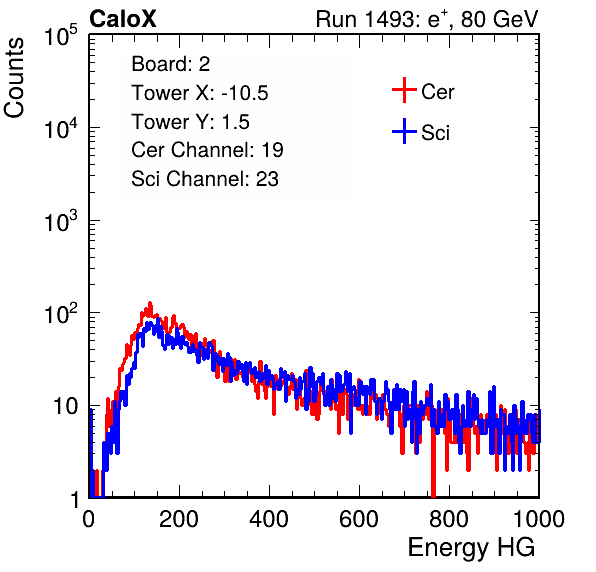 CaloX Run 1493: e⁺, 80 GeV
Counts
10⁵
10⁴
10³
10²
10
1
Board: 2
Tower X: -10.5
Tower Y: 1.5
Cer Channel: 19
Sci Channel: 23
Cer
Sci
0 200 400 600 800 1000
Energy HG